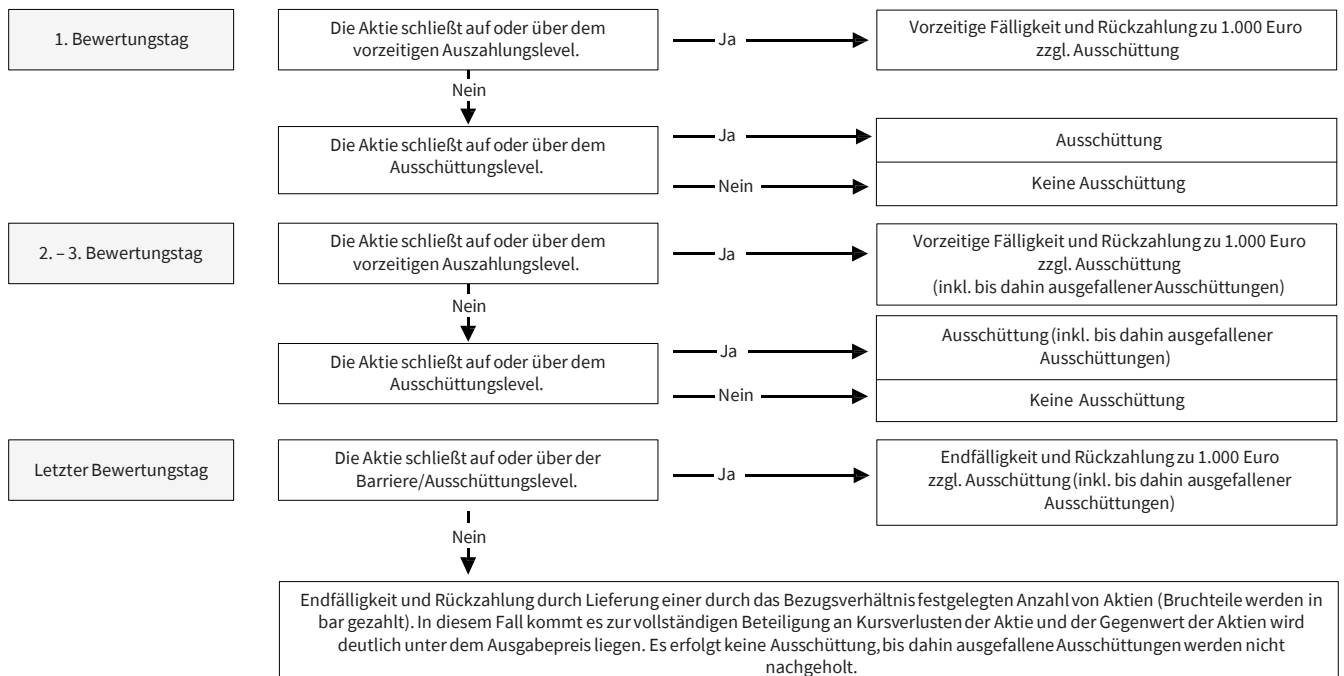 1. Bewertungstag
Die Aktie schließt auf oder über dem
vorzeitigen Auszahlungslevel.
Ja
Vorzeitige Fälligkeit und Rückzahlung zu 1.000 Euro
zzgl. Ausschüttung
Nein
Die Aktie schließt auf oder über dem
Ausschüttungslevel.
Ja
Ausschüttung
Nein
Keine Ausschüttung
2. – 3. Bewertungstag
Die Aktie schließt auf oder über dem
vorzeitigen Auszahlungslevel.
Ja
Vorzeitige Fälligkeit und Rückzahlung zu 1.000 Euro
zzgl. Ausschüttung
(inkl. bis dahin ausgefallener Ausschüttungen)
Nein
Die Aktie schließt auf oder über dem
Ausschüttungslevel.
Ja
Ausschüttung (inkl. bis dahin ausgefallener
Ausschüttungen)
Nein
Keine Ausschüttung
Letzter Bewertungstag
Die Aktie schließt auf oder über der
Barriere/Ausschüttungslevel.
Ja
Endfälligkeit und Rückzahlung zu 1.000 Euro
zzgl. Ausschüttung (inkl. bis dahin ausgefallener
Ausschüttungen)
Nein
Endfälligkeit und Rückzahlung durch Lieferung einer durch das Bezugsverhältnis festgelegten Anzahl von Aktien (Bruchteile werden in
bar gezahlt). In diesem Fall kommt es zur vollständigen Beteiligung an Kursverlusten der Aktie und der Gegenwert der Aktien wird
deutlich unter dem Ausgabepreis liegen. Es erfolgt keine Ausschüttung, bis dahin ausgefallene Ausschüttungen werden nicht
nachgeholt.